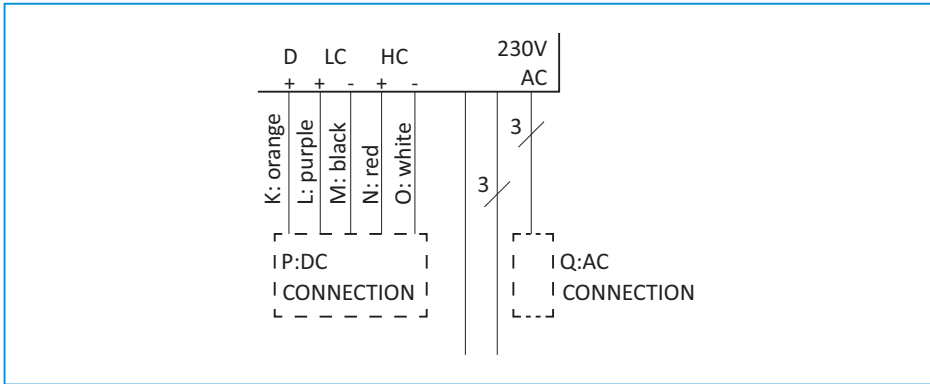 230V
D LC HC AC
+ + - + -
K: orange
L: purple
M: black
N: red
O: white
3
3
P:DC
CONNECTION
Q:AC
CONNECTION